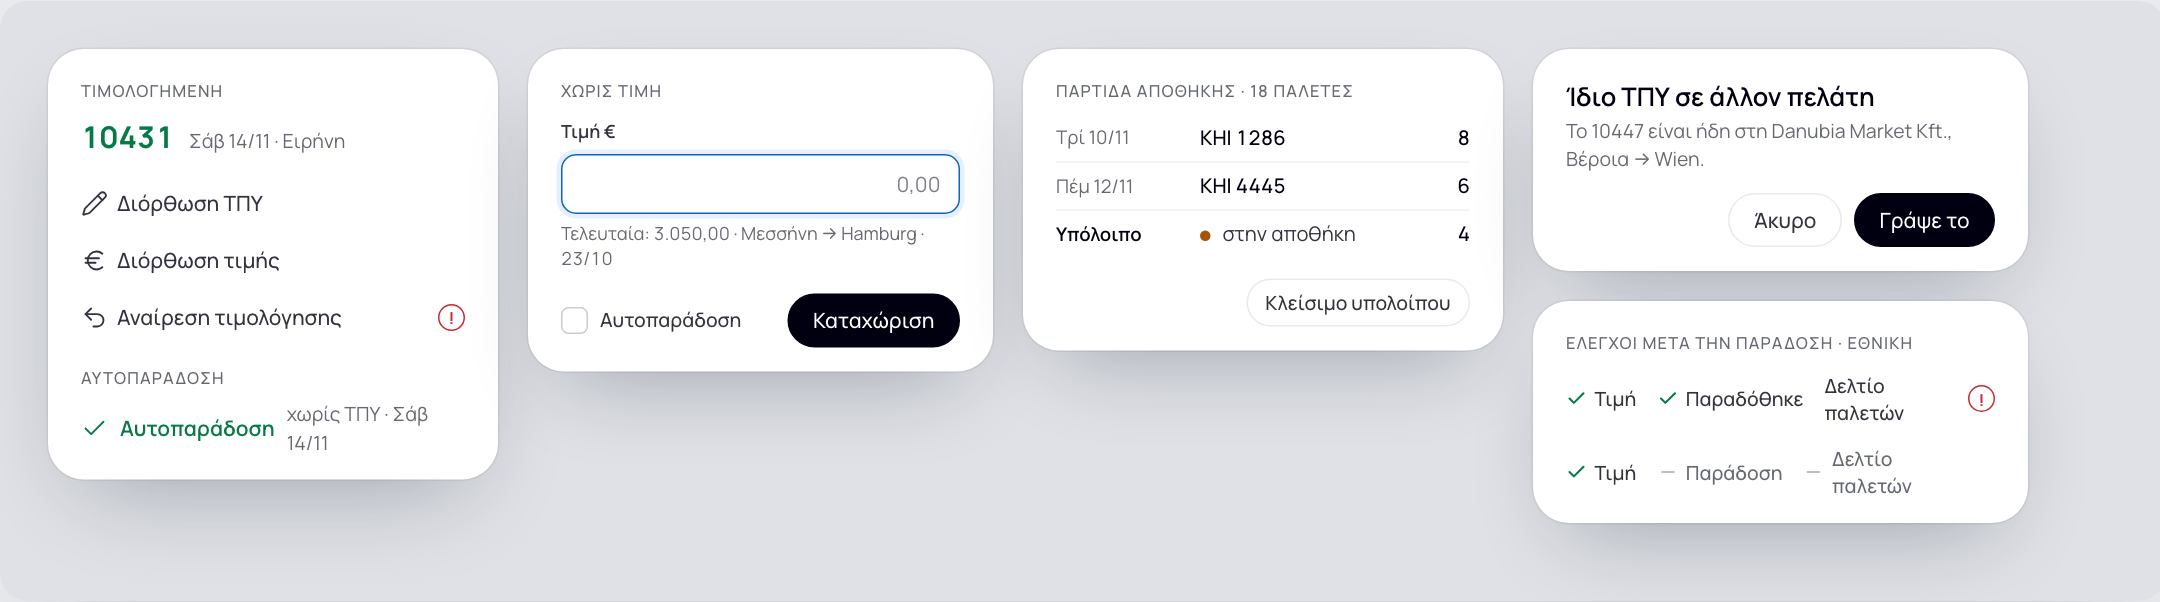 ΤΙΜΟΛΟΓΗΜΕΝΗ
10431 Σάβ 14/11 · Ειρήνη
Διόρθωση ΤΠΥ
€ Διόρθωση τιμής
Αναίρεση τιμολόγησης !
ΑΥΤΟΠΑΡΑΔΟΣΗ
Αυτοπαράδοση χωρίς ΤΠΥ · Σάβ
14/11
ΧΩΡΙΣ ΤΙΜΗ
Τιμή €
0,00
Τελευταία: 3.050,00 · Μεσσήνη → Hamburg ·
23/10
Αυτοπαράδοση Καταχώριση
ΠΑΡΤΙΔΑ ΑΠΟΘΗΚΗΣ · 18 ΠΑΛΕΤΕΣ
Τρί 10/11 ΚΗΙ 1286 8
Πέμ 12/11 ΚΗΙ 4445 6
Υπόλοιπο στην αποθήκη 4
Κλείσιμο υπολοίπου
Ίδιο ΤΠΥ σε άλλον πελάτη
Το 10447 είναι ήδη στη Danubia Market Kft.,
Βέροια → Wien.
Άκυρο Γράψε το
ΕΛΕΓΧΟΙ ΜΕΤΑ ΤΗΝ ΠΑΡΑΔΟΣΗ · ΕΘΝΙΚΗ
Τιμή Παραδόθηκε Δελτίο
παλετών !
Τιμή Παράδοση Δελτίο
παλετών